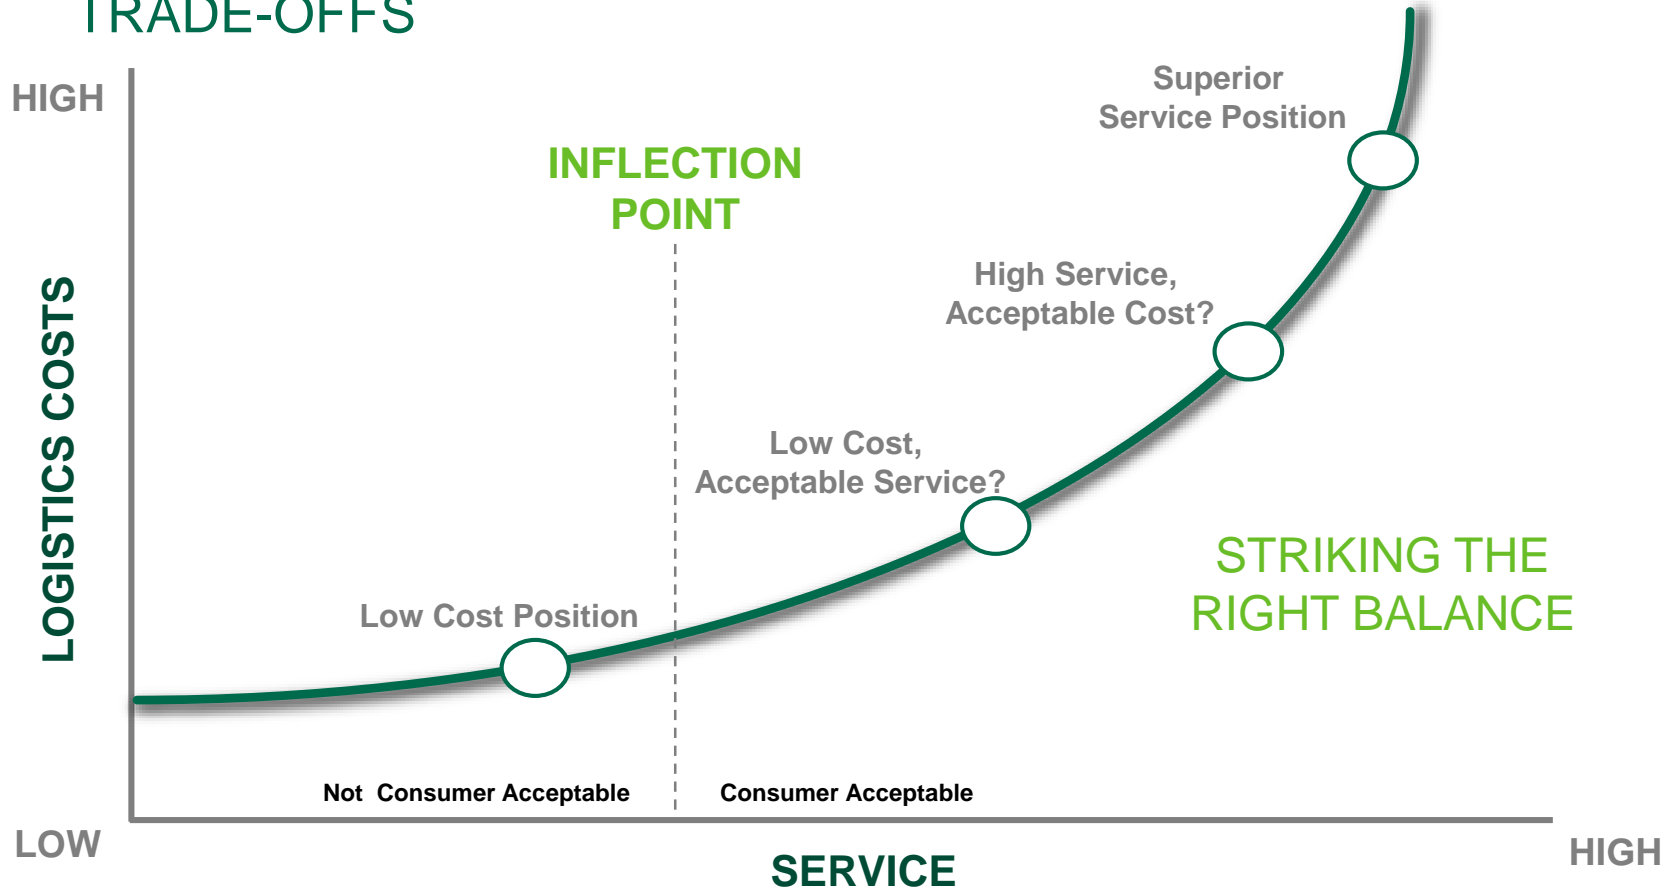 TRADE-OFFS
HIGH
Superior
Service Position
INFLECTION
POINT
High Service,
Acceptable Cost?
LOGISTICS COSTS
Low Cost,
Acceptable Service?
STRIKING THE
RIGHT BALANCE
Low Cost Position
Not Consumer Acceptable
Consumer Acceptable
LOW
SERVICE
HIGH